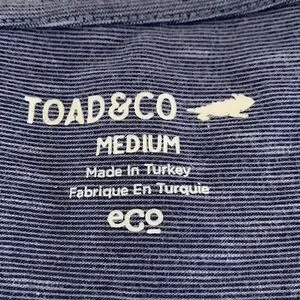 TOAD&CO
MEDIUM
Made In Turkey
Fabrique En Turquie
eco